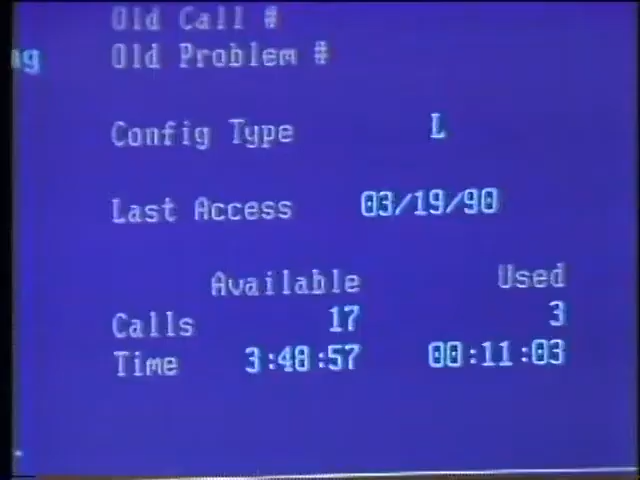 Old Call #
Old Problem #
Config Type L
Last Access 03/19/90
Available Used
Calls 17 3
Time 3:48:57 00:11:03